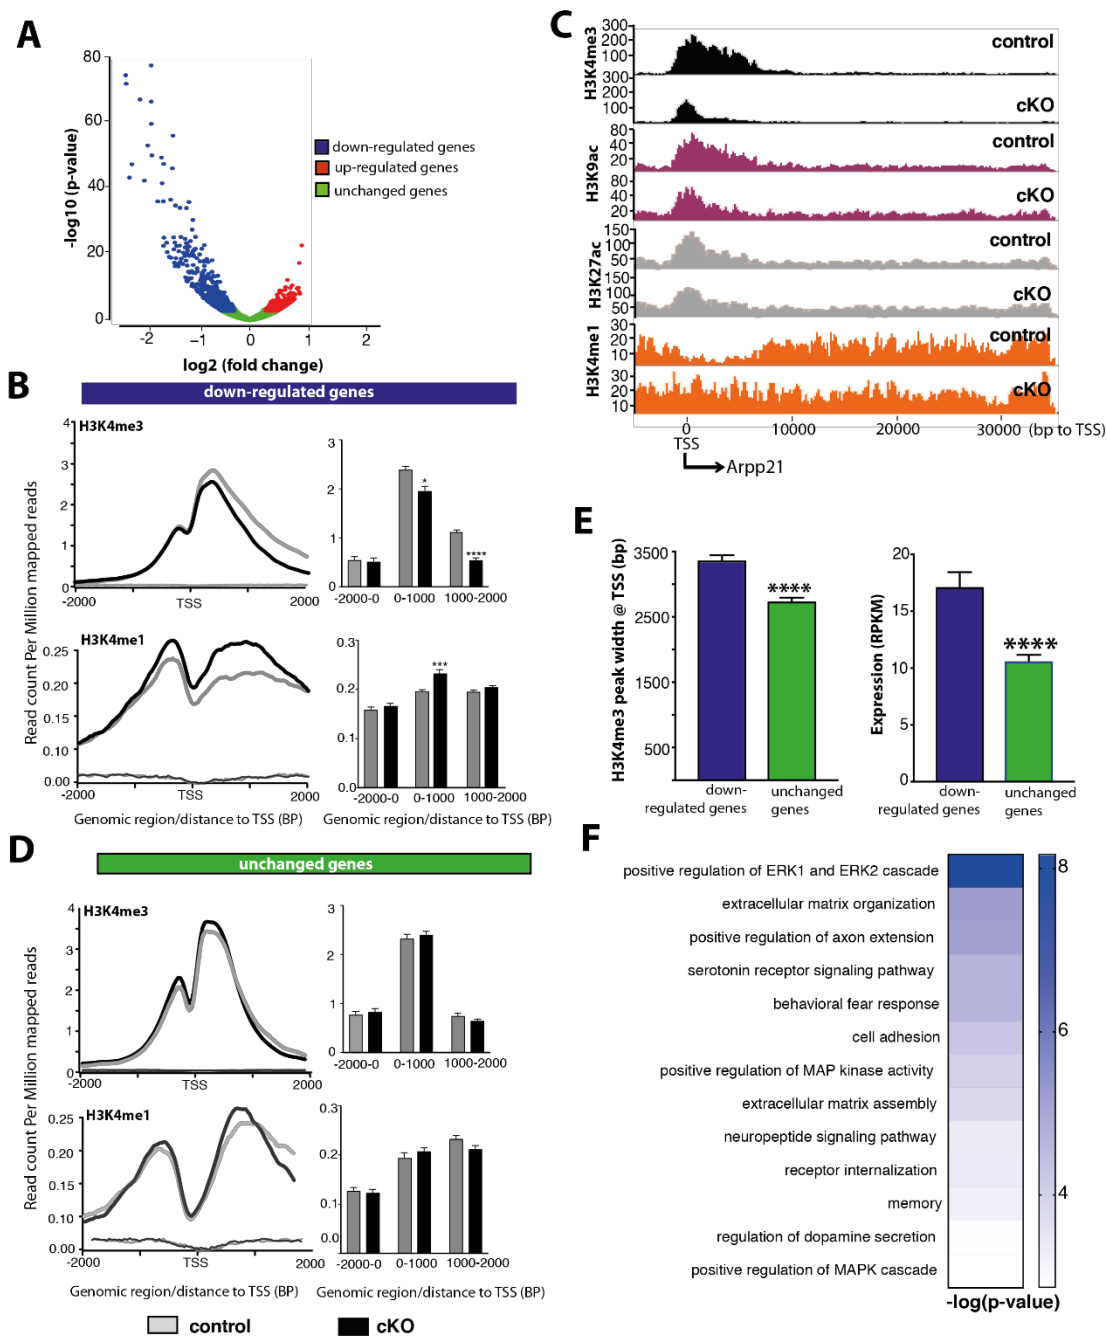 A
80
60
40
20
0
-log10 (p-value)
-2
-1
0
1
2
log2 (fold change)
down-regulated genes
up-regulated genes
unchanged genes
B
down-regulated genes
H3K4me3
4
3
2
1
0
-2000
TSS
2000
3
2
1
0
*
****
-2000-0
0-1000
1000-2000
Read count Per Million mapped reads
H3K4me1
0.25
0.20
0.10
0.00
-2000
TSS
2000
Genomic region/distance to TSS (BP)
0.3
0.2
0.1
0.0
***
-2000-0
0-1000
1000-2000
Genomic region/distance to TSS (BP)
C
H3K4me3
300
200
100
control
300
200
100
cKO
H3K9ac
80
60
40
20
control
80
60
40
20
cKO
H3K27ac
150
100
50
control
150
100
50
cKO
H3K4me1
30
20
10
control
30
20
10
cKO
0
10000
20000
30000
(bp to TSS)
TSS
Arpp21
D
unchanged genes
H3K4me3
4
3
2
1
0
-2000
TSS
2000
3
2
1
0
-2000-0
0-1000
1000-2000
Read count Per Million mapped reads
H3K4me1
0.25
0.20
0.15
0.10
0.00
-2000
TSS
2000
Genomic region/distance to TSS (BP)
0.3
0.2
0.1
0.0
-2000-0
0-1000
1000-2000
Genomic region/distance to TSS (BP)
control
cKO
E
H3K4me3 peak width @ TSS (bp)
3500
2500
1500
500
****
down-
regulated genes
unchanged
genes
Expression (RPKM)
20
15
10
5
0
****
down-
regulated genes
unchanged
genes
F
positive regulation of ERK1 and ERK2 cascade
extracellular matrix organization
positive regulation of axon extension
serotonin receptor signaling pathway
behavioral fear response
cell adhesion
positive regulation of MAP kinase activity
extracellular matrix assembly
neuropeptide signaling pathway
receptor internalization
memory
regulation of dopamine secretion
positive regulation of MAPK cascade
8
6
4
-log(p-value)